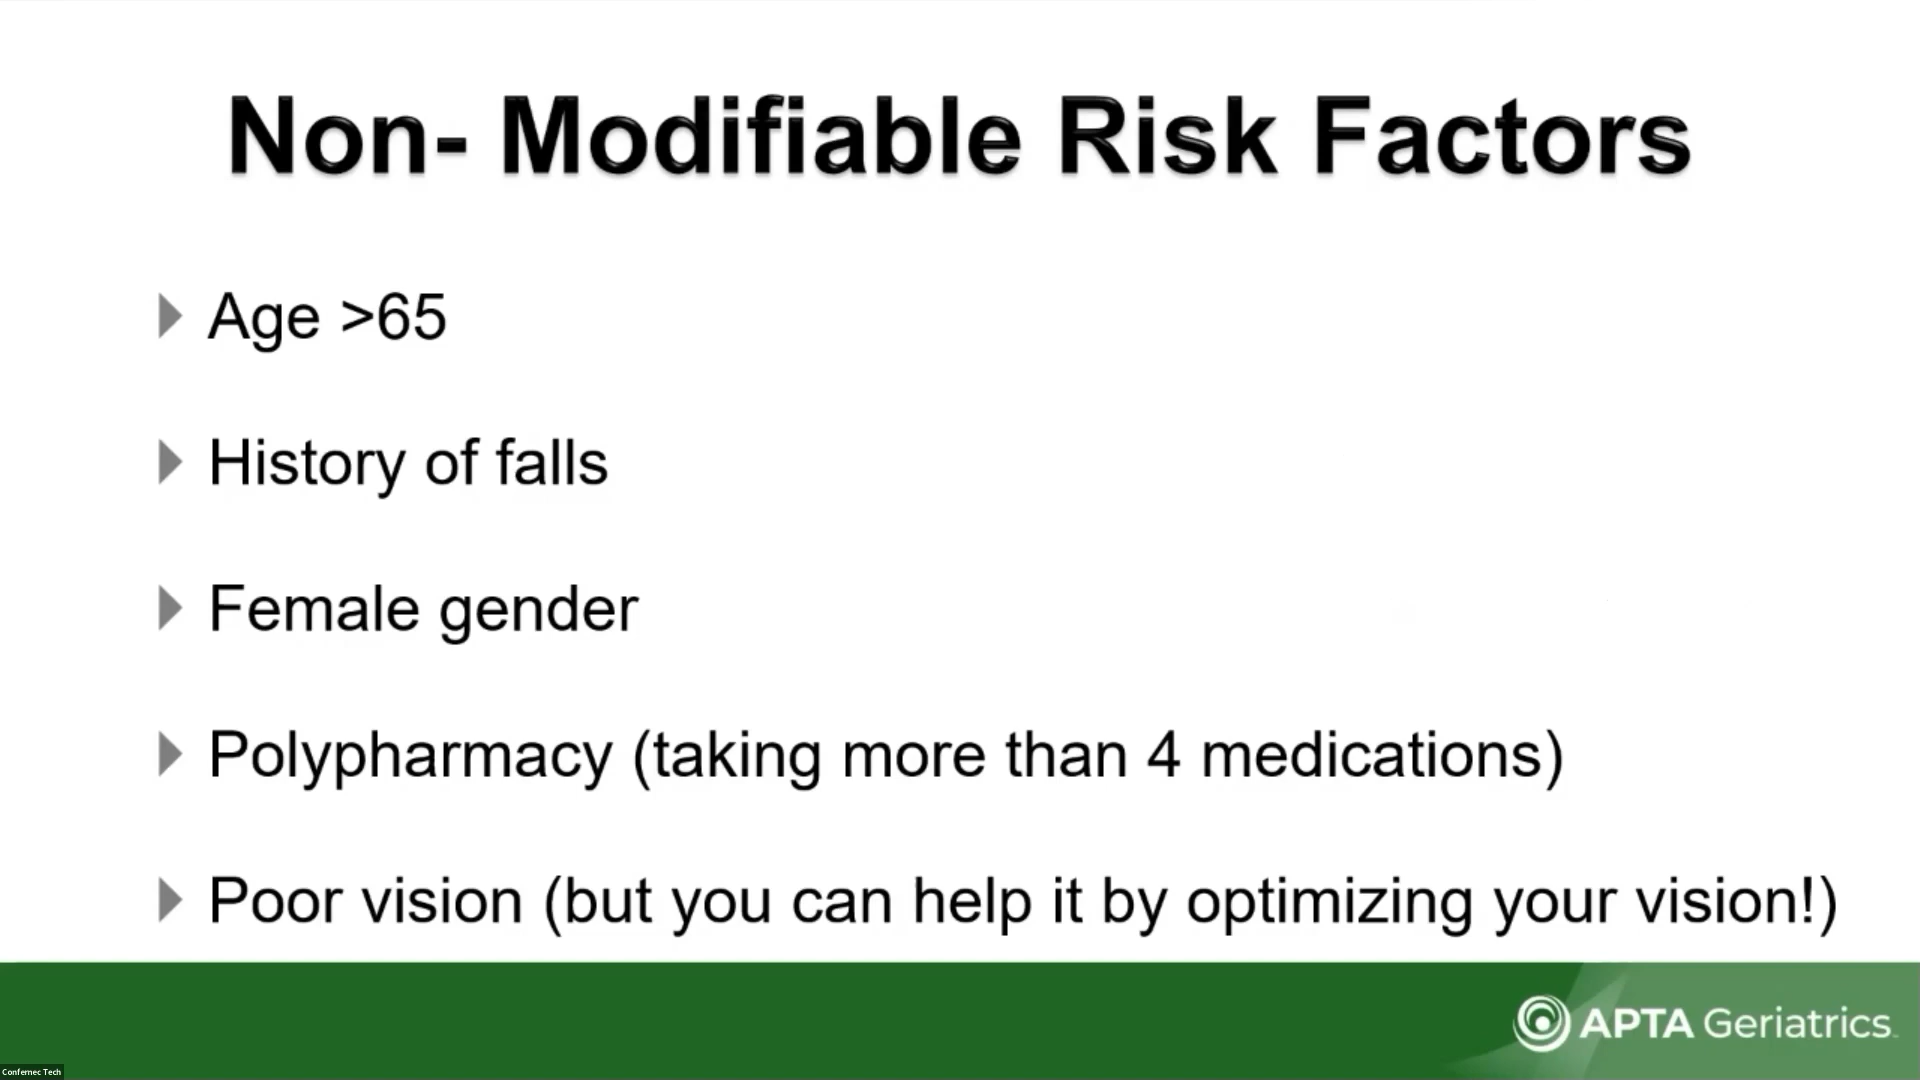 Non- Modifiable Risk Factors
Age >65
History of falls
Female gender
Polypharmacy (taking more than 4 medications)
Poor vision (but you can help it by optimizing your vision!)
APTA Geriatrics
Confernec Tech